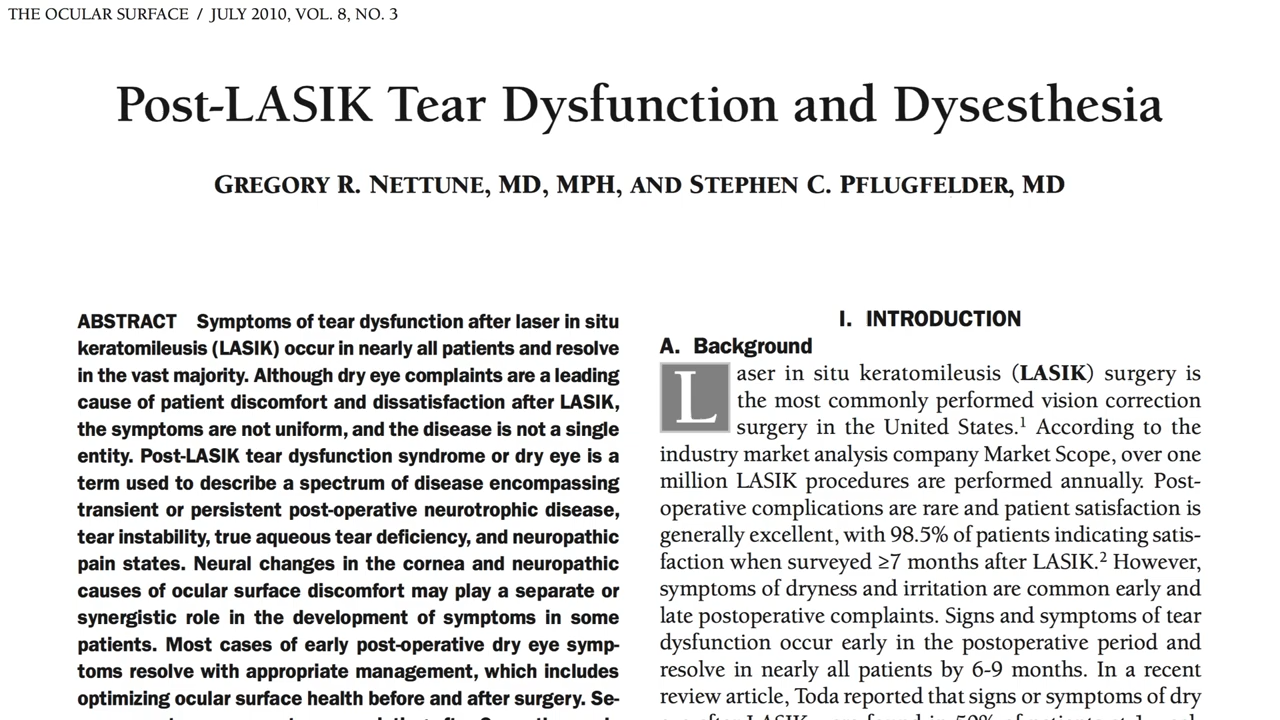 THE OCULAR SURFACE / JULY 2010, VOL. 8, NO. 3
Post-LASIK Tear Dysfunction and Dysesthesia
GREGORY R. NETTUNE, MD, MPH, AND STEPHEN C. PFLUGFELDER, MD
ABSTRACT Symptoms of tear dysfunction after laser in situ
keratomileusis (LASIK) occur in nearly all patients and resolve
in the vast majority. Although dry eye complaints are a leading
cause of patient discomfort and dissatisfaction after LASIK,
the symptoms are not uniform, and the disease is not a single
entity. Post-LASIK tear dysfunction syndrome or dry eye is a
term used to describe a spectrum of disease encompassing
transient or persistent post-operative neurotrophic disease,
tear instability, true aqueous tear deficiency, and neuropathic
pain states. Neural changes in the cornea and neuropathic
causes of ocular surface discomfort may play a separate or
synergistic role in the development of symptoms in some
patients. Most cases of early post-operative dry eye symp-
toms resolve with appropriate management, which includes
optimizing ocular surface health before and after surgery. Se-
I. INTRODUCTION
A. Background
Laser in situ keratomileusis (LASIK) surgery is
the most commonly performed vision correction
surgery in the United States.¹ According to the
industry market analysis company Market Scope, over one
million LASIK procedures are performed annually. Post-
operative complications are rare and patient satisfaction is
generally excellent, with 98.5% of patients indicating satis-
faction when surveyed ≥7 months after LASIK.² However,
symptoms of dryness and irritation are common early and
late postoperative complaints. Signs and symptoms of tear
dysfunction occur early in the postoperative period and
resolve in nearly all patients by 6-9 months. In a recent
review article, Toda reported that signs or symptoms of dry